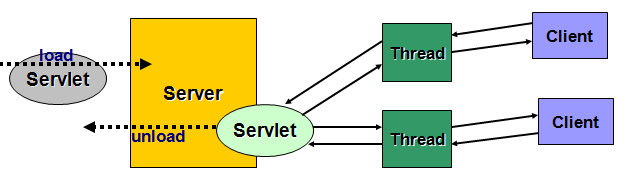 load
Servlet
Server
unload
Servlet
Thread
Client
Thread
Client